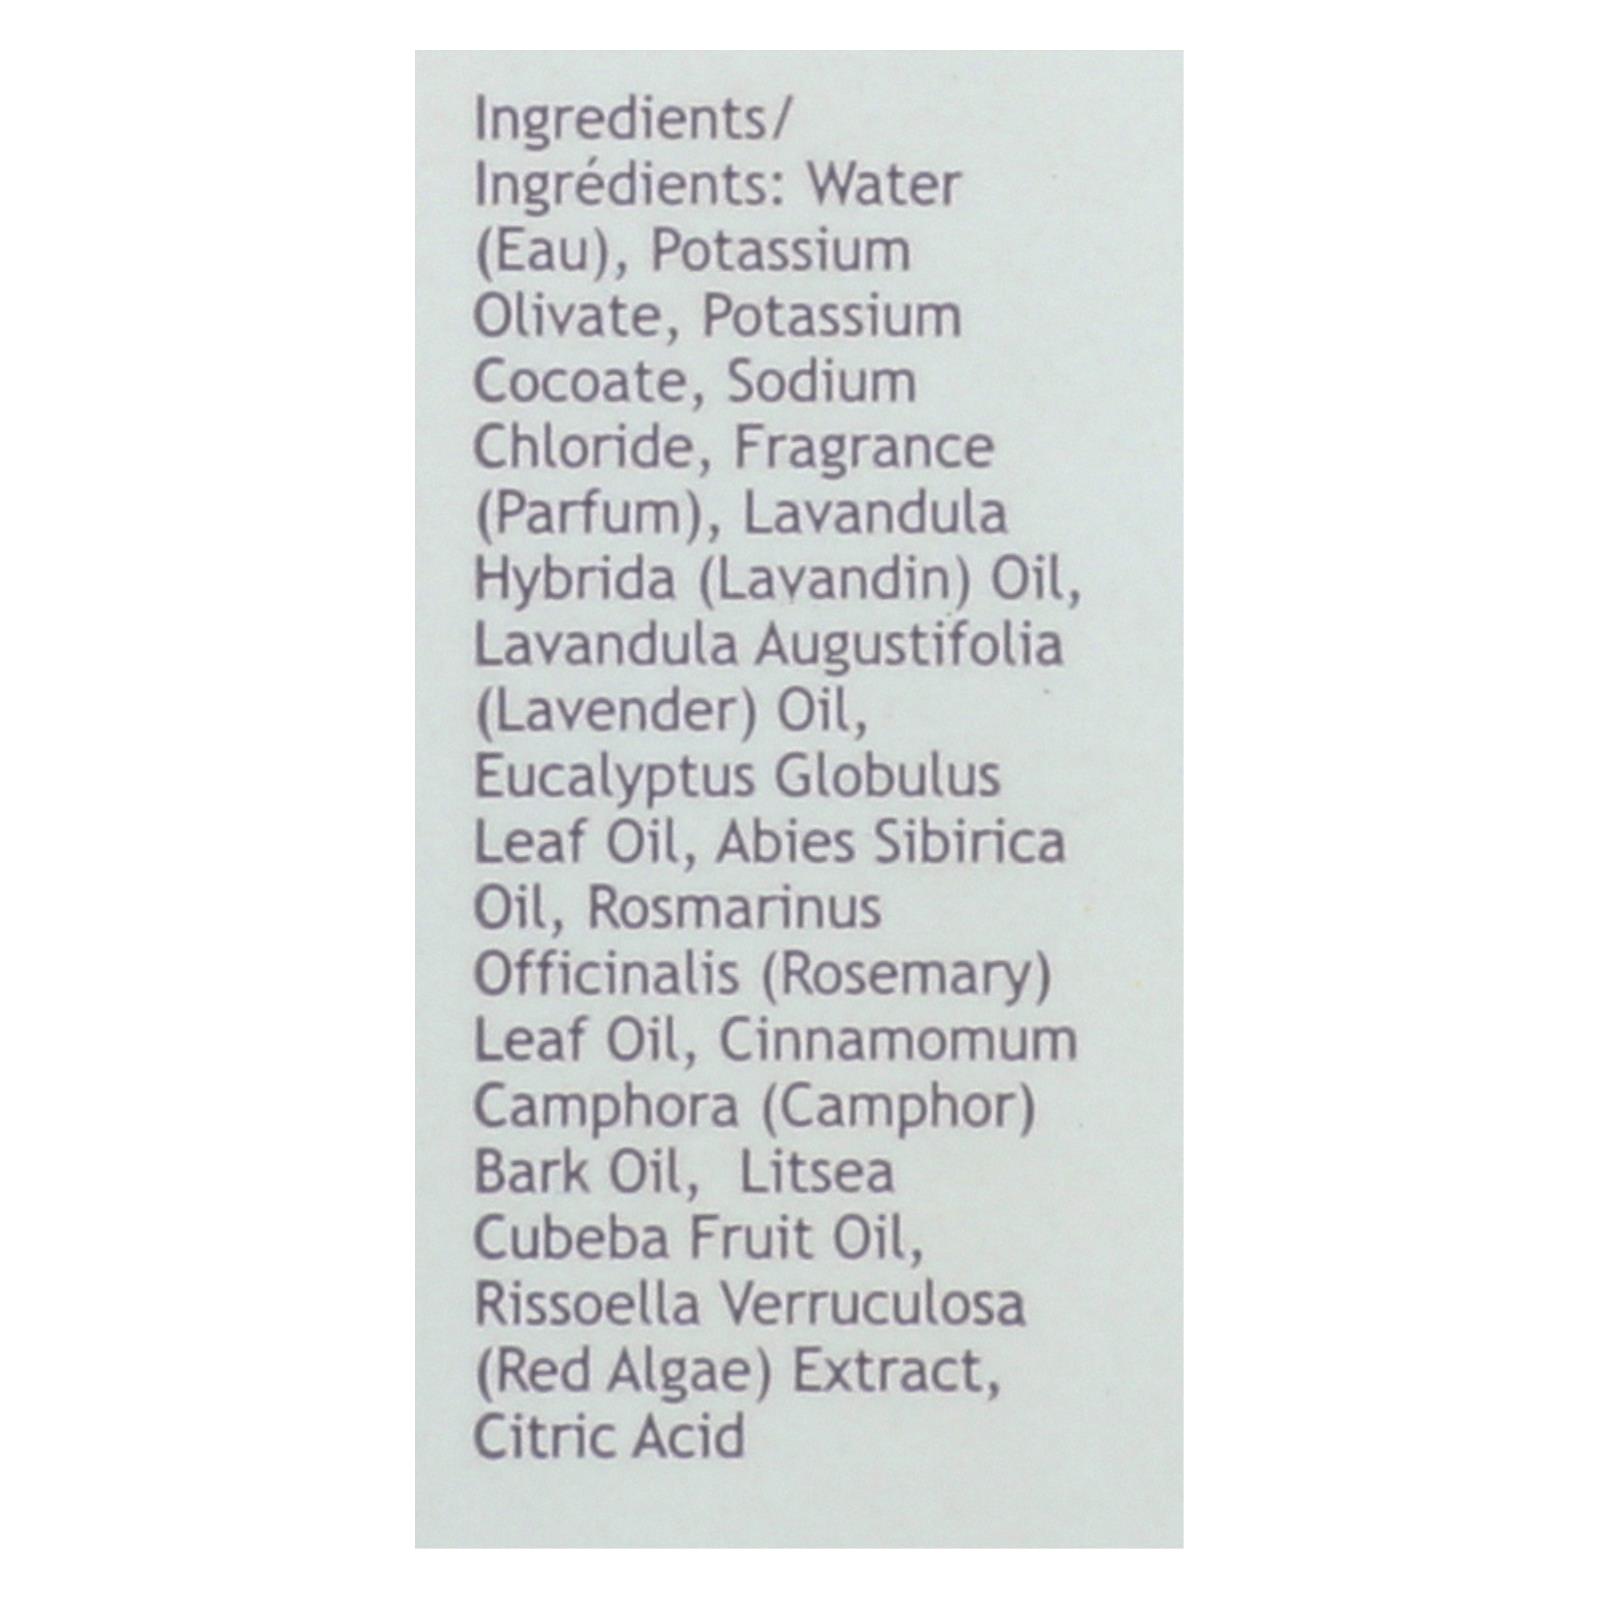 Ingredients/
Ingrédients: Water
(Eau), Potassium
Olivate, Potassium
Cocoate, Sodium
Chloride, Fragrance
(Parfum), Lavandula
Hybrida (Lavandin) Oil,
Lavandula Augustifolia
(Lavender) Oil,
Eucalyptus Globulus
Leaf Oil, Abies Sibirica
Oil, Rosmarinus
Officinalis (Rosemary)
Leaf Oil, Cinnamomum
Camphora (Camphor)
Bark Oil,  Litsea
Cubeba Fruit Oil,
Rissoella Verruculosa
(Red Algae) Extract,
Citric Acid